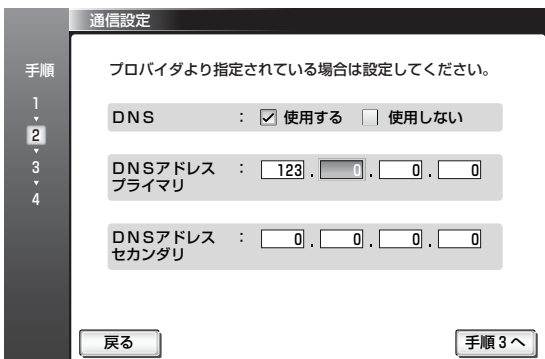 通信設定
手順
1
2
3
4
プロバイダより指定されている場合は設定してください。
DNS : 使用する 使用しない
DNSアドレス : 123 . 0 . 0 . 0
プライマリ
DNSアドレス : 0 . 0 . 0 . 0
セカンダリ
戻る 手順3へ